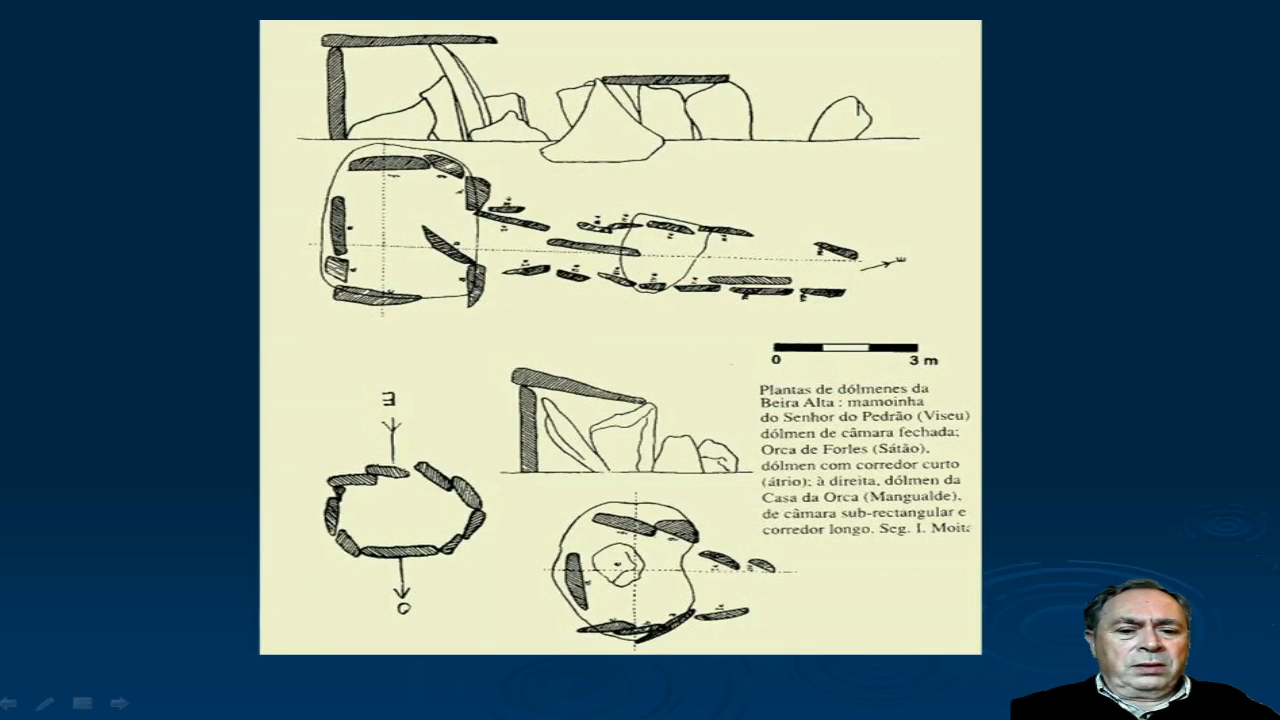 0 3 m
Plantas de dólmenes da
Beira Alta : mamoinha
do Senhor do Pedrão (Viseu)
dólmen de câmara fechada;
Orca de Forles (Sátão),
dólmen com corredor curto
(átrio); à direita, dólmen da
Casa da Orca (Mangualde),
de câmara sub-rectangular e
corredor longo. Seg. I. Moita
E
O